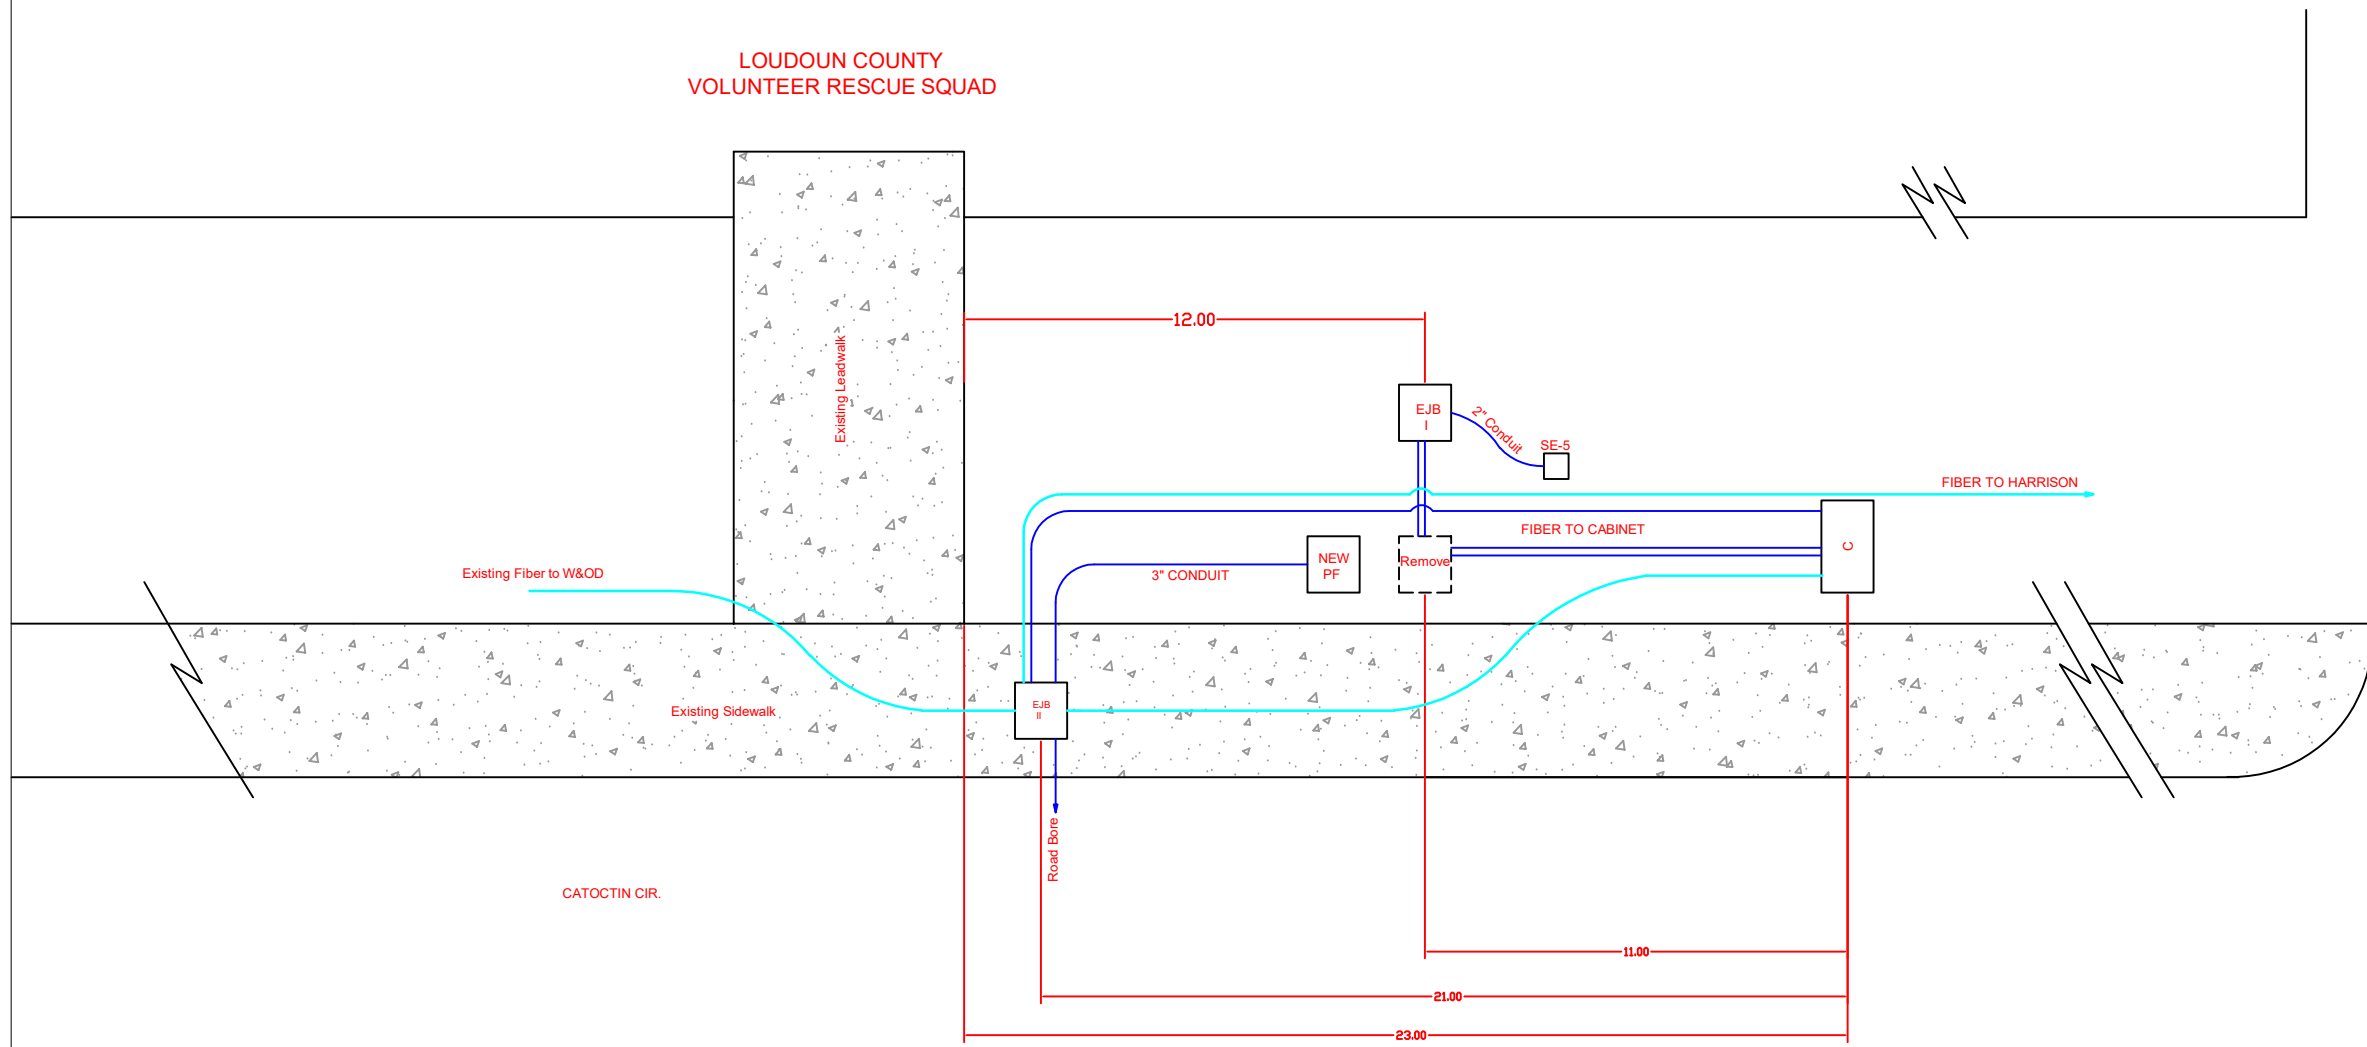 LOUDOUN COUNTY
VOLUNTEER RESCUE SQUAD
12.00
Existing Leadwalk
EJB
I
2" Conduit
SE-5
FIBER TO HARRISON
FIBER TO CABINET
C
NEW
PF
Remove
3" CONDUIT
Existing Fiber to W&OD
EJB
II
Existing Sidewalk
Road Bore
CATOCTIN CIR.
11.00
21.00
23.00